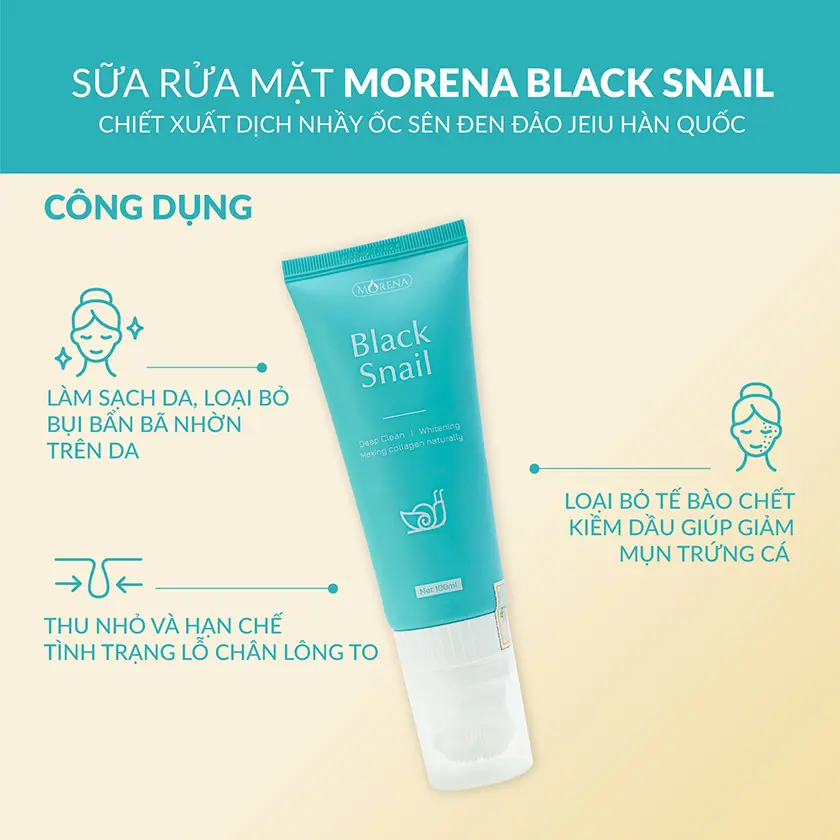 SỮA RỬA MẶT MORENA BLACK SNAIL
CHIẾT XUẤT DỊCH NHẦY ỐC SÊN ĐEN ĐẢO JEIU HÀN QUỐC
CÔNG DỤNG
MORENA
Black
Snail
Deep Clean | Whitening
Making collagen naturally
Net 100ml
LÀM SẠCH DA, LOẠI BỎ
BỤI BẨN BÃ NHỜN
TRÊN DA
LOẠI BỎ TẾ BÀO CHẾT
KIỀM DẦU GIÚP GIẢM
MỤN TRỨNG CÁ
THU NHỎ VÀ HẠN CHẾ
TÌNH TRẠNG LỖ CHÂN LÔNG TO